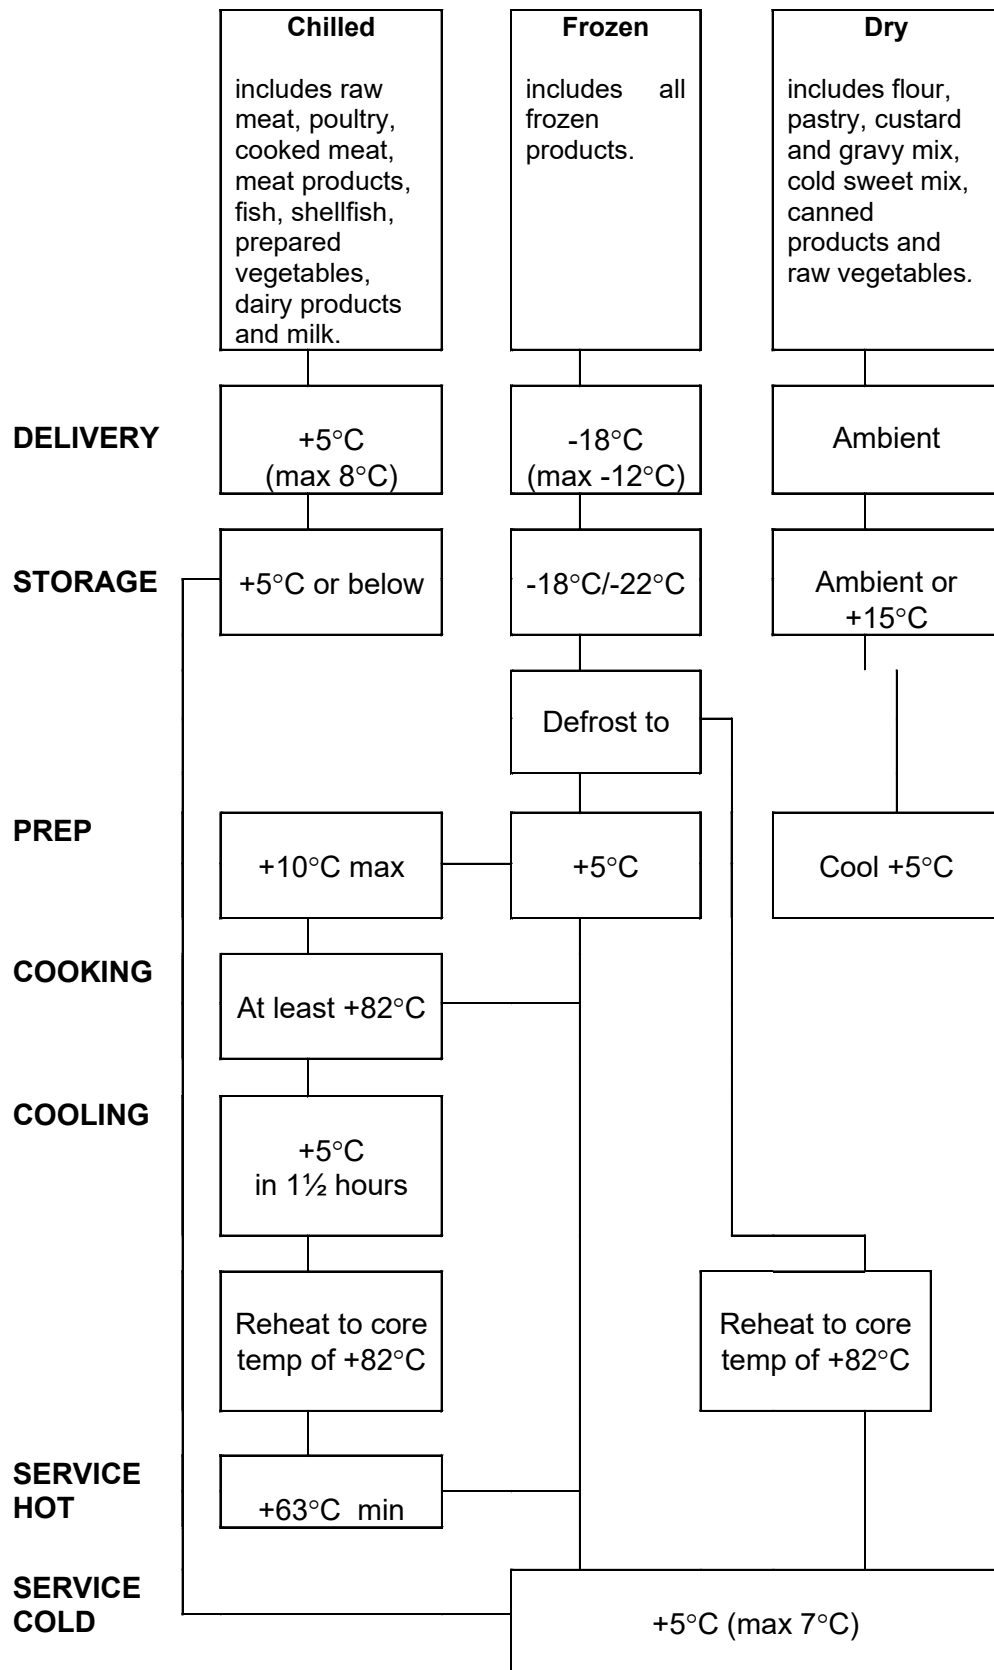 Chilled
includes raw
meat, poultry,
cooked meat,
meat products,
fish, shellfish,
prepared
vegetables,
dairy products
and milk.
Frozen
includes all
frozen
products.
Dry
includes flour,
pastry, custard
and gravy mix,
cold sweet mix,
canned
products and
raw vegetables.
DELIVERY
+5°C
(max 8°C)
-18°C
(max -12°C)
Ambient
STORAGE
+5°C or below
-18°C/-22°C
Ambient or
+15°C
Defrost to
PREP
+10°C max
+5°C
Cool +5°C
COOKING
At least +82°C
COOLING
+5°C
in 1½ hours
Reheat to core
temp of +82°C
Reheat to core
temp of +82°C
SERVICE
HOT
+63°C min
SERVICE
COLD
+5°C (max 7°C)